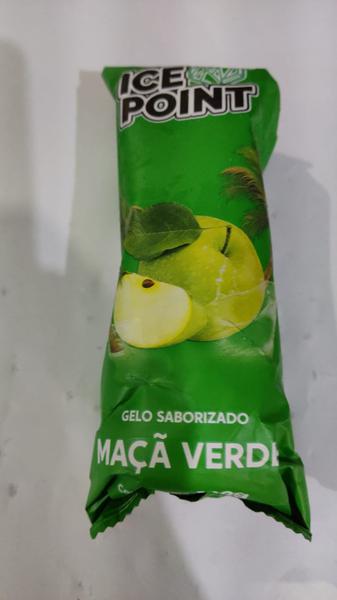 ICE
POINT
GELO SABORIZADO
MAÇÃ VERDE